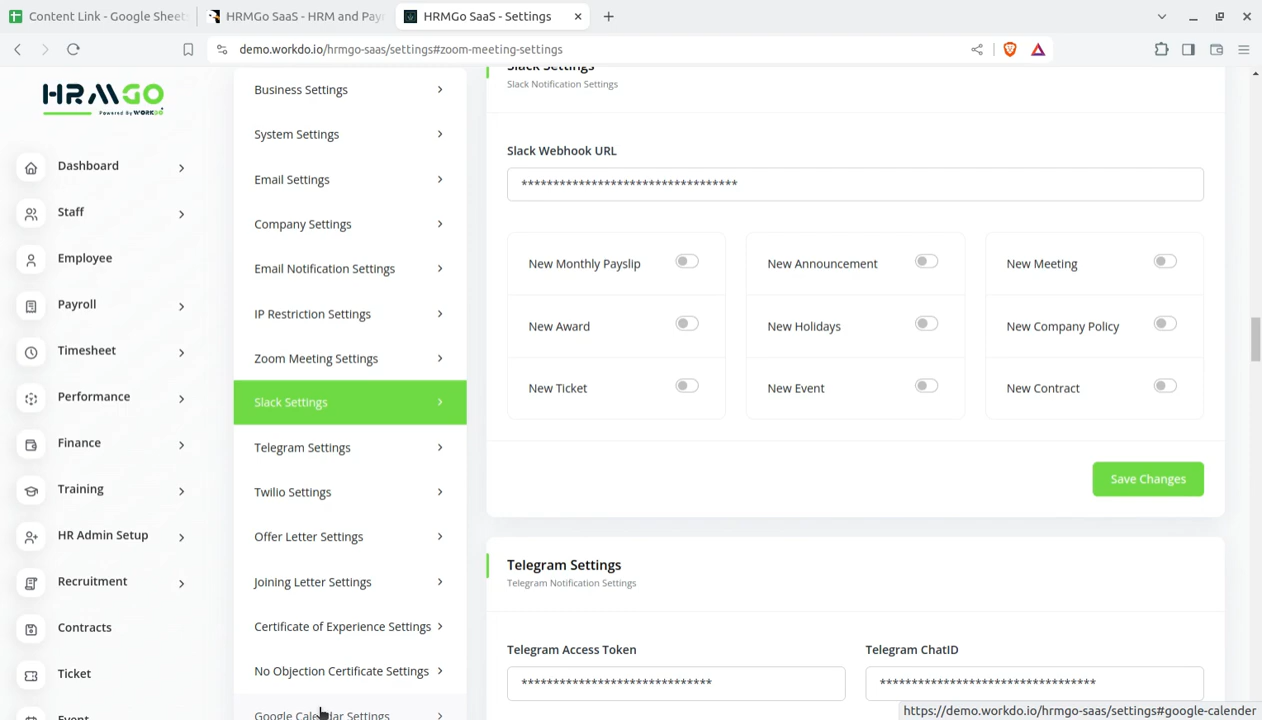 Content Link - Google Sheets
HRMGo SaaS - HRM and Payr
HRMGo SaaS - Settings
demo.workdo.io/hrmgo-saas/settings#zoom-meeting-settings
HRMGO
Powered By WORKDO
Dashboard
Staff
Employee
Payroll
Timesheet
Performance
Finance
Training
HR Admin Setup
Recruitment
Contracts
Ticket
Event
Business Settings
System Settings
Email Settings
Company Settings
Email Notification Settings
IP Restriction Settings
Zoom Meeting Settings
Slack Settings
Telegram Settings
Twilio Settings
Offer Letter Settings
Joining Letter Settings
Certificate of Experience Settings
No Objection Certificate Settings
Google Calendar Settings
Slack Settings
Slack Notification Settings
Slack Webhook URL
**********************************
New Monthly Payslip
New Announcement
New Meeting
New Award
New Holidays
New Company Policy
New Ticket
New Event
New Contract
Save Changes
Telegram Settings
Telegram Notification Settings
Telegram Access Token
Telegram ChatID
******************************
**********************************
https://demo.workdo.io/hrmgo-saas/settings#google-calender